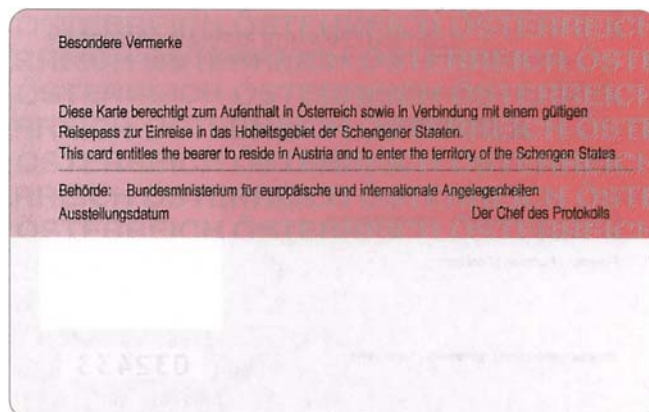 Besondere Vermerke
Diese Karte berechtigt zum Aufenthalt in Österreich sowie in Verbindung mit einem gültigen
Reisepass zur Einreise in das Hoheitsgebiet der Schengener Staaten.
This card entitles the bearer to reside in Austria and to enter the territory of the Schengen States
Behörde: Bundesministerium für europäische und internationale Angelegenheiten
Ausstellungsdatum Der Chef des Protokolls